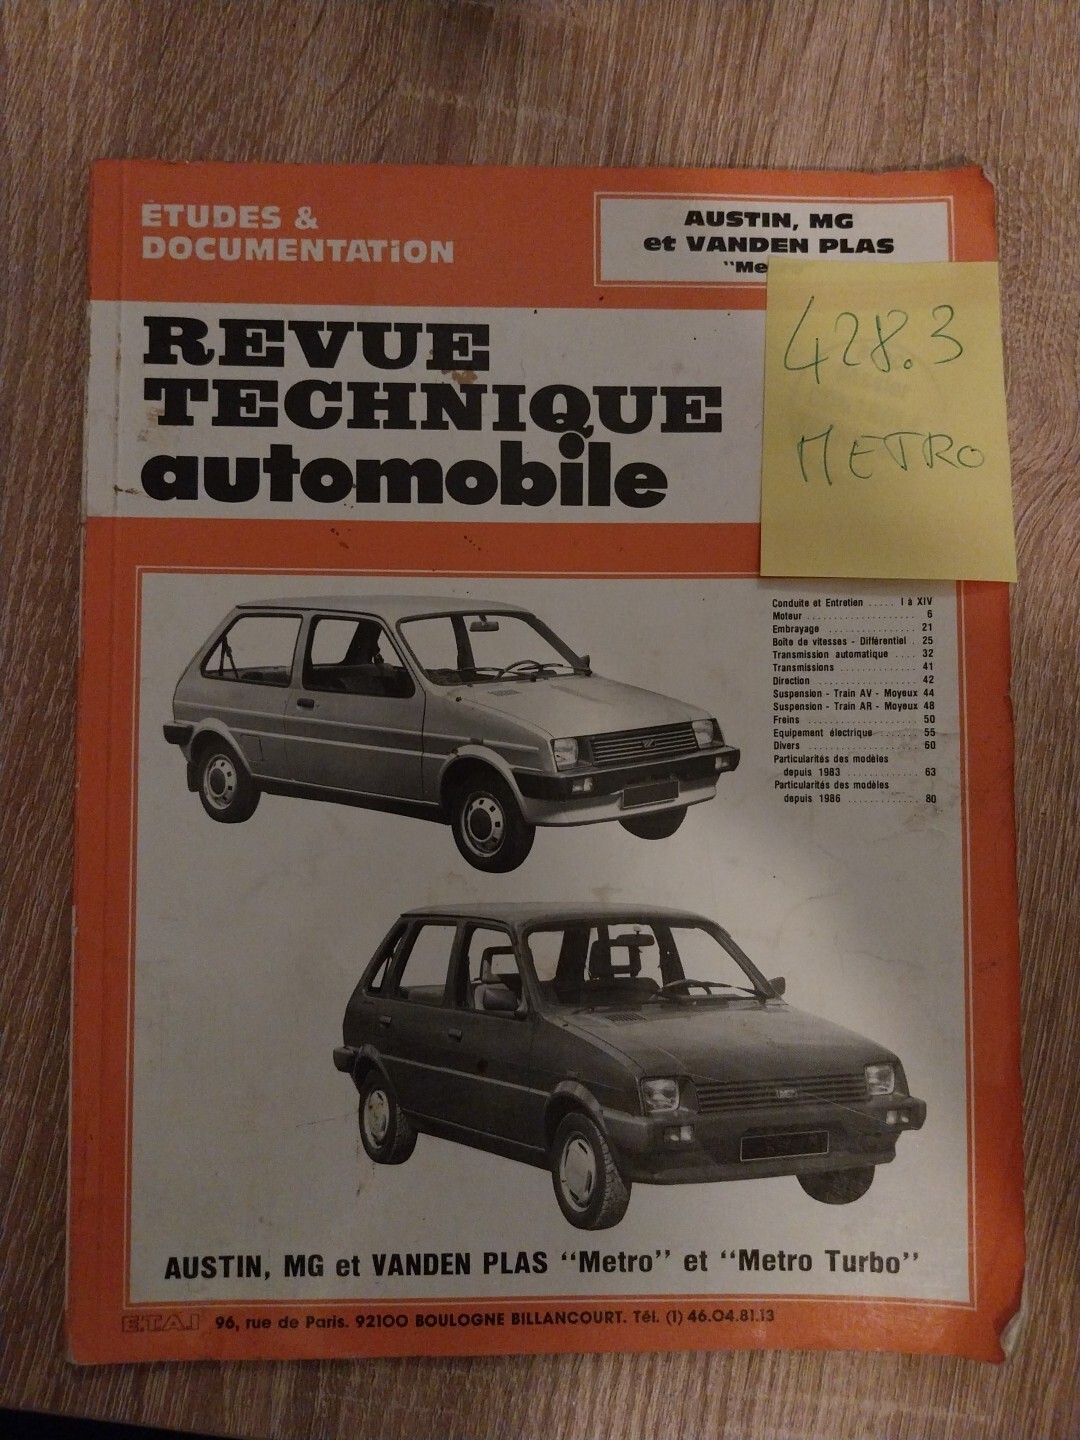 ÉTUDES &
DOCUMENTATION
AUSTIN, MG
et VANDEN PLAS
"Me
REVUE
TECHNIQUE
automobile
428.3
METRO
Conduite et Entretien ..... I à XIV
Moteur .................. 6
Embrayage .............. 21
Boîte de vitesses - Différentiel . 25
Transmission automatique .... 32
Transmissions ............. 41
Direction ................. 42
Suspension - Train AV - Moyeux 44
Suspension - Train AR - Moyeux 48
Freins ................... 50
Equipement électrique ....... 55
Divers ................... 60
Particularités des modèles
depuis 1983 ............. 63
Particularités des modèles
depuis 1986 ............. 80
AUSTIN, MG et VANDEN PLAS "Metro" et "Metro Turbo"
E.T.A.I 96, rue de Paris. 92100 BOULOGNE BILLANCOURT. Tél. (1) 46.04.81.13